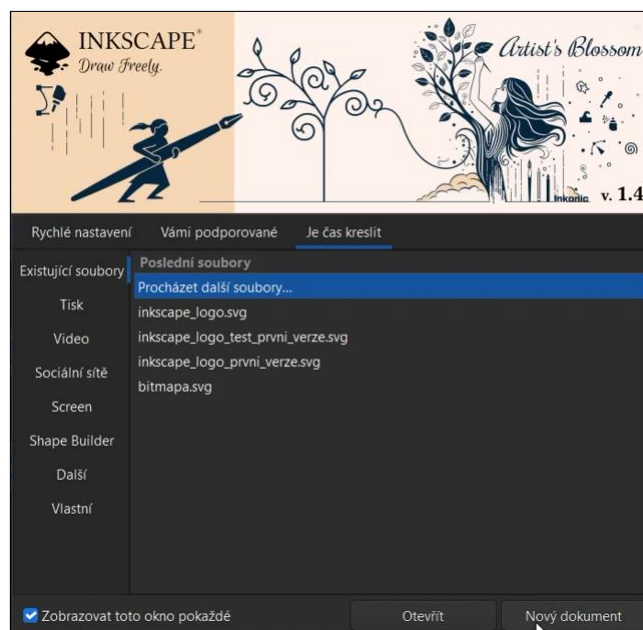 INKSCAPE®
Draw Freely.
Artist's Blossom
Inkonic
v. 1.4
Rychlé nastavení
Vámi podporované
Je čas kreslit
Existující soubory
Tisk
Video
Sociální sítě
Screen
Shape Builder
Další
Vlastní
Poslední soubory
Procházet další soubory...
inkscape_logo.svg
inkscape_logo_test_prvni_verze.svg
inkscape_logo_prvni_verze.svg
bitmapa.svg
Zobrazovat toto okno pokaždé
Otevřít
Nový dokument